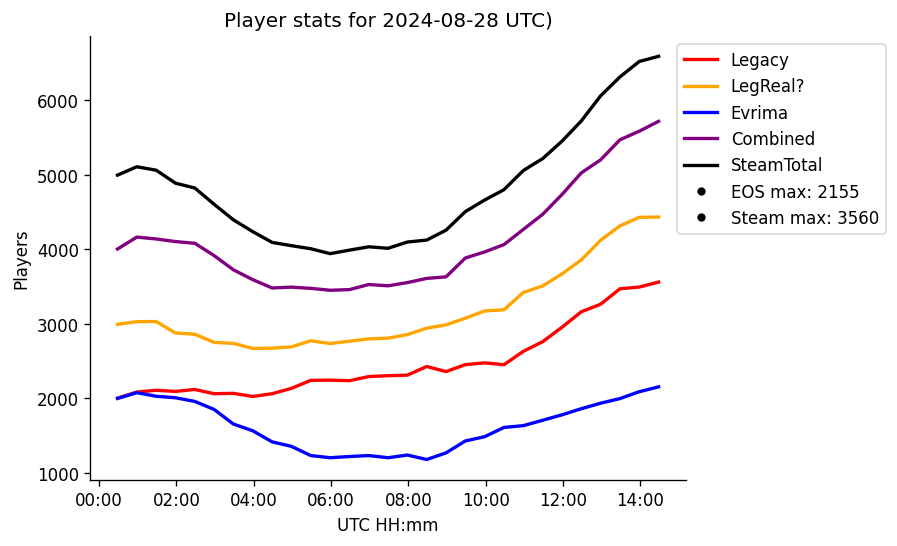 Player stats for 2024-08-28 UTC)
Legacy
LegReal?
Evrima
Combined
SteamTotal
EOS max: 2155
Steam max: 3560
Players
6000
5000
4000
3000
2000
1000
00:00 02:00 04:00 06:00 08:00 10:00 12:00 14:00
UTC HH:mm